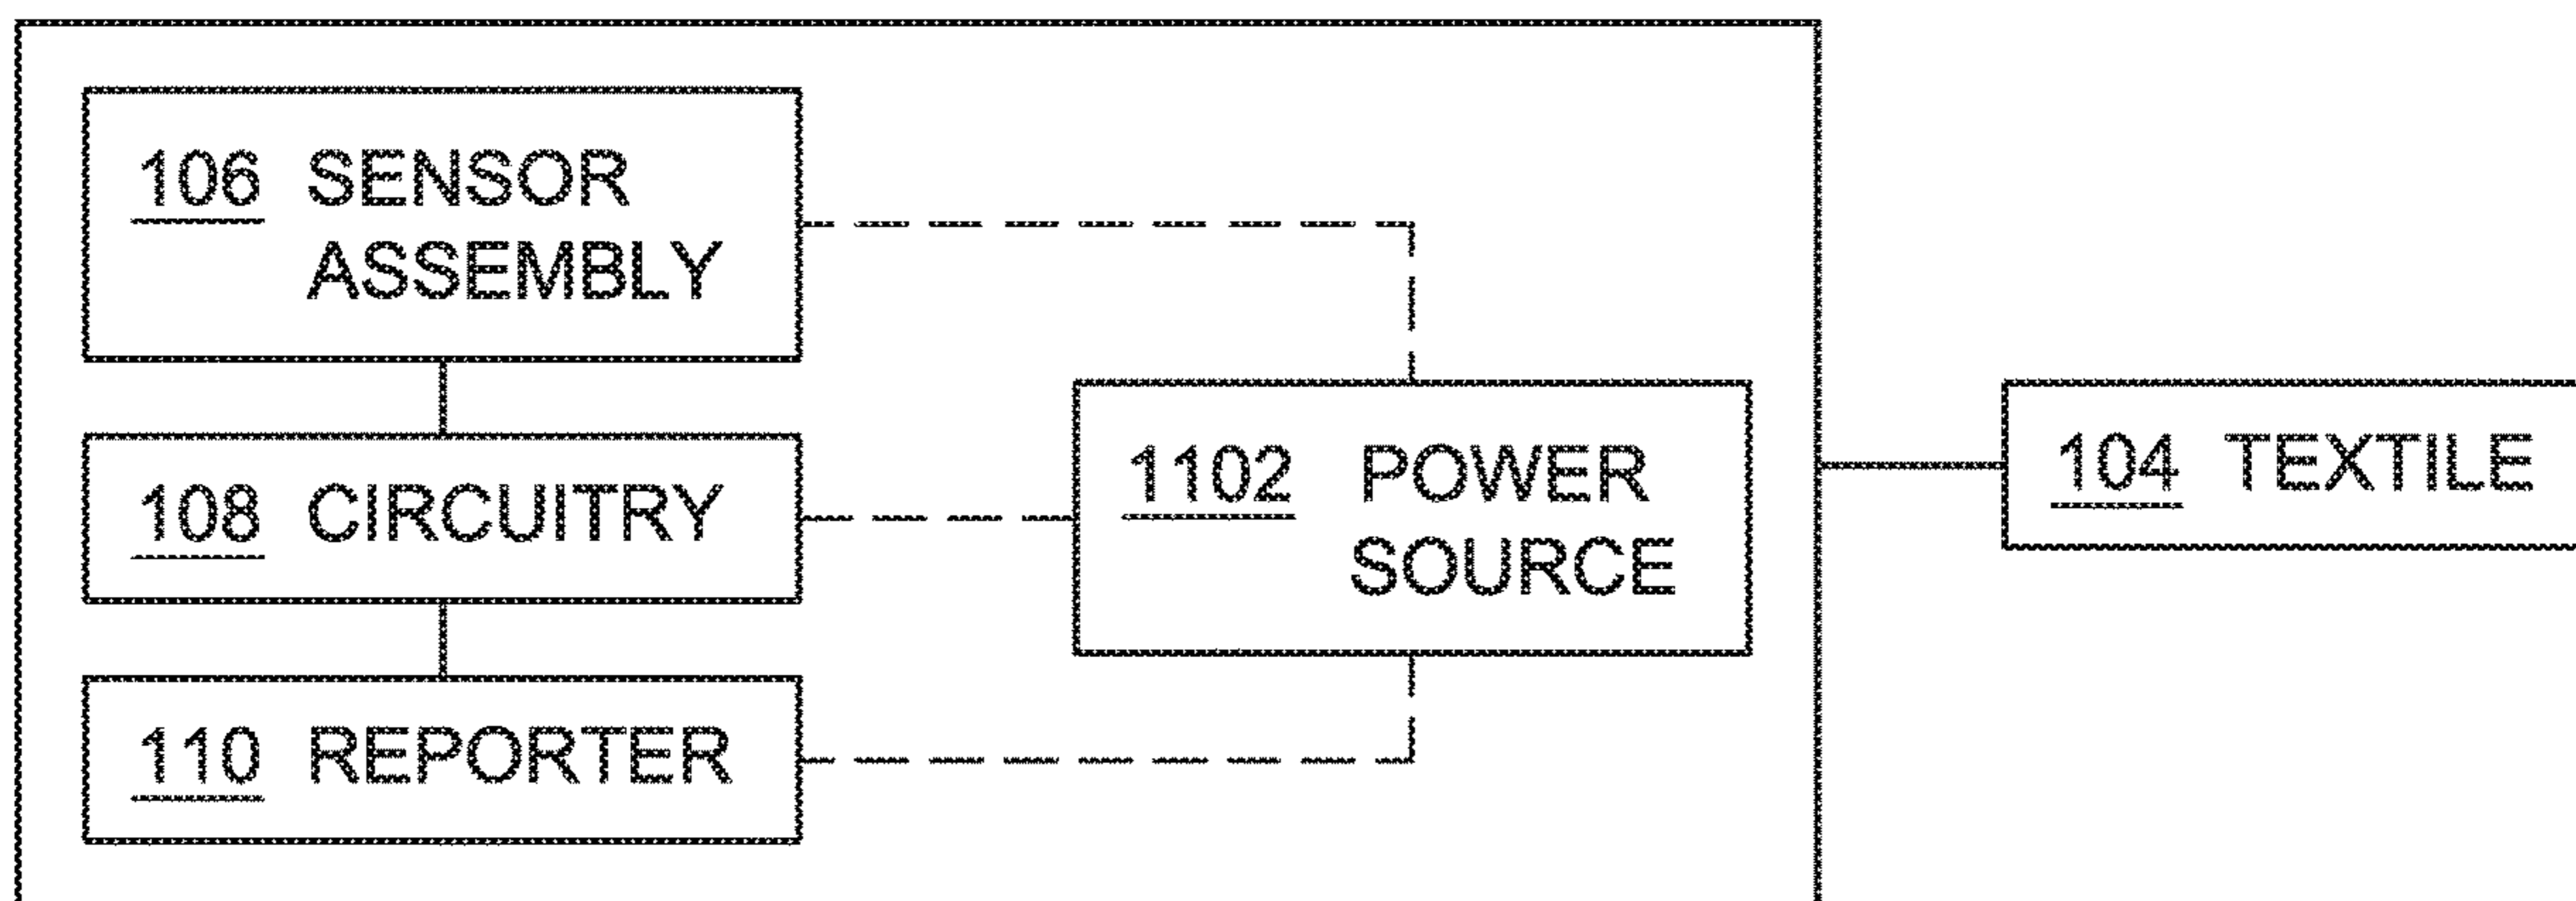 106 SENSOR
ASSEMBLY
108 CIRCUITRY
110 REPORTER
1102 POWER
SOURCE
104 TEXTILE